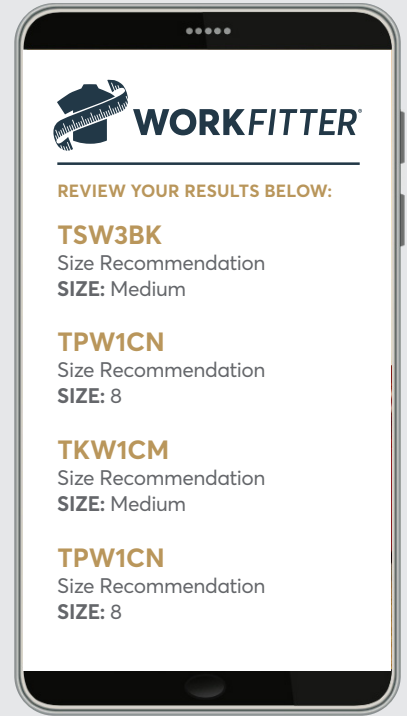 WORKFITTER®
REVIEW YOUR RESULTS BELOW:
TSW3BK
Size Recommendation
SIZE: Medium
TPW1CN
Size Recommendation
SIZE: 8
TKW1CM
Size Recommendation
SIZE: Medium
TPW1CN
Size Recommendation
SIZE: 8